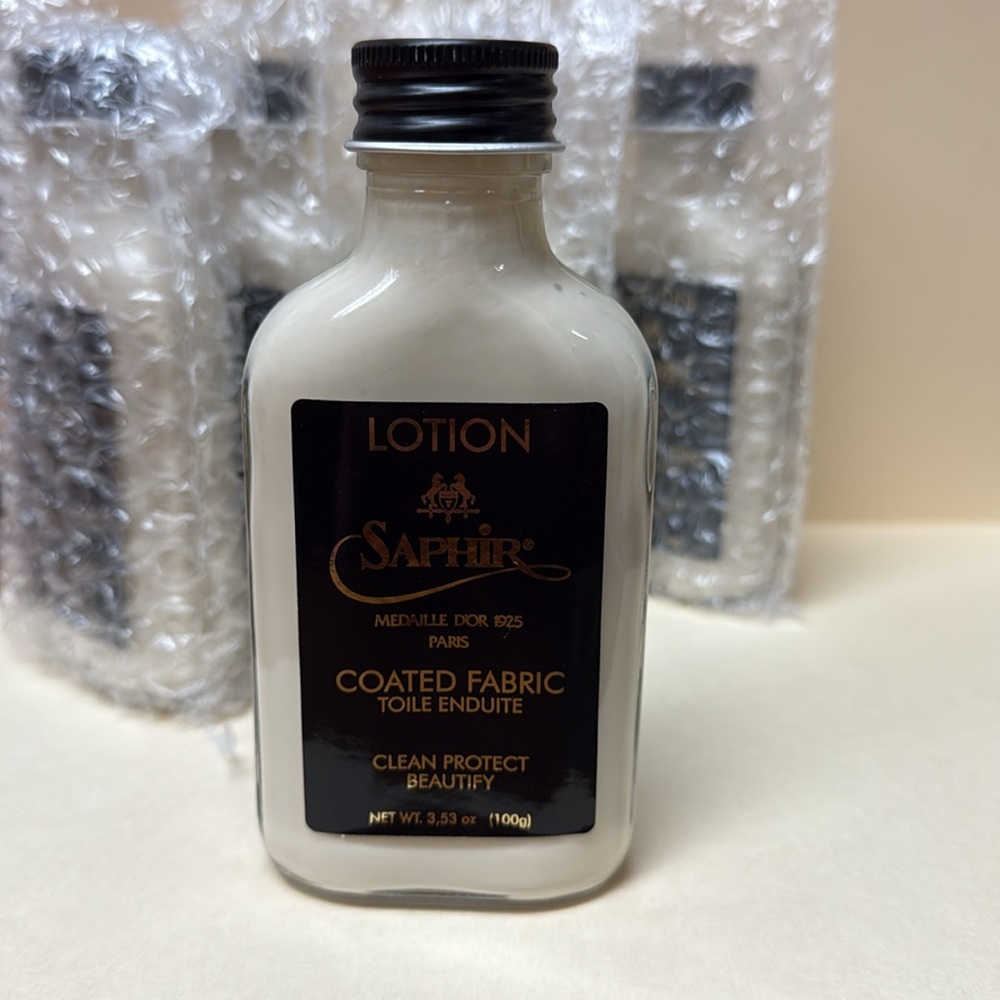 LOTION
SAPHIR®
MEDAILLE D'OR 1925
PARIS
COATED FABRIC
TOILE ENDUITE
CLEAN PROTECT
BEAUTIFY
NET WT. 3,53 oz (100g)